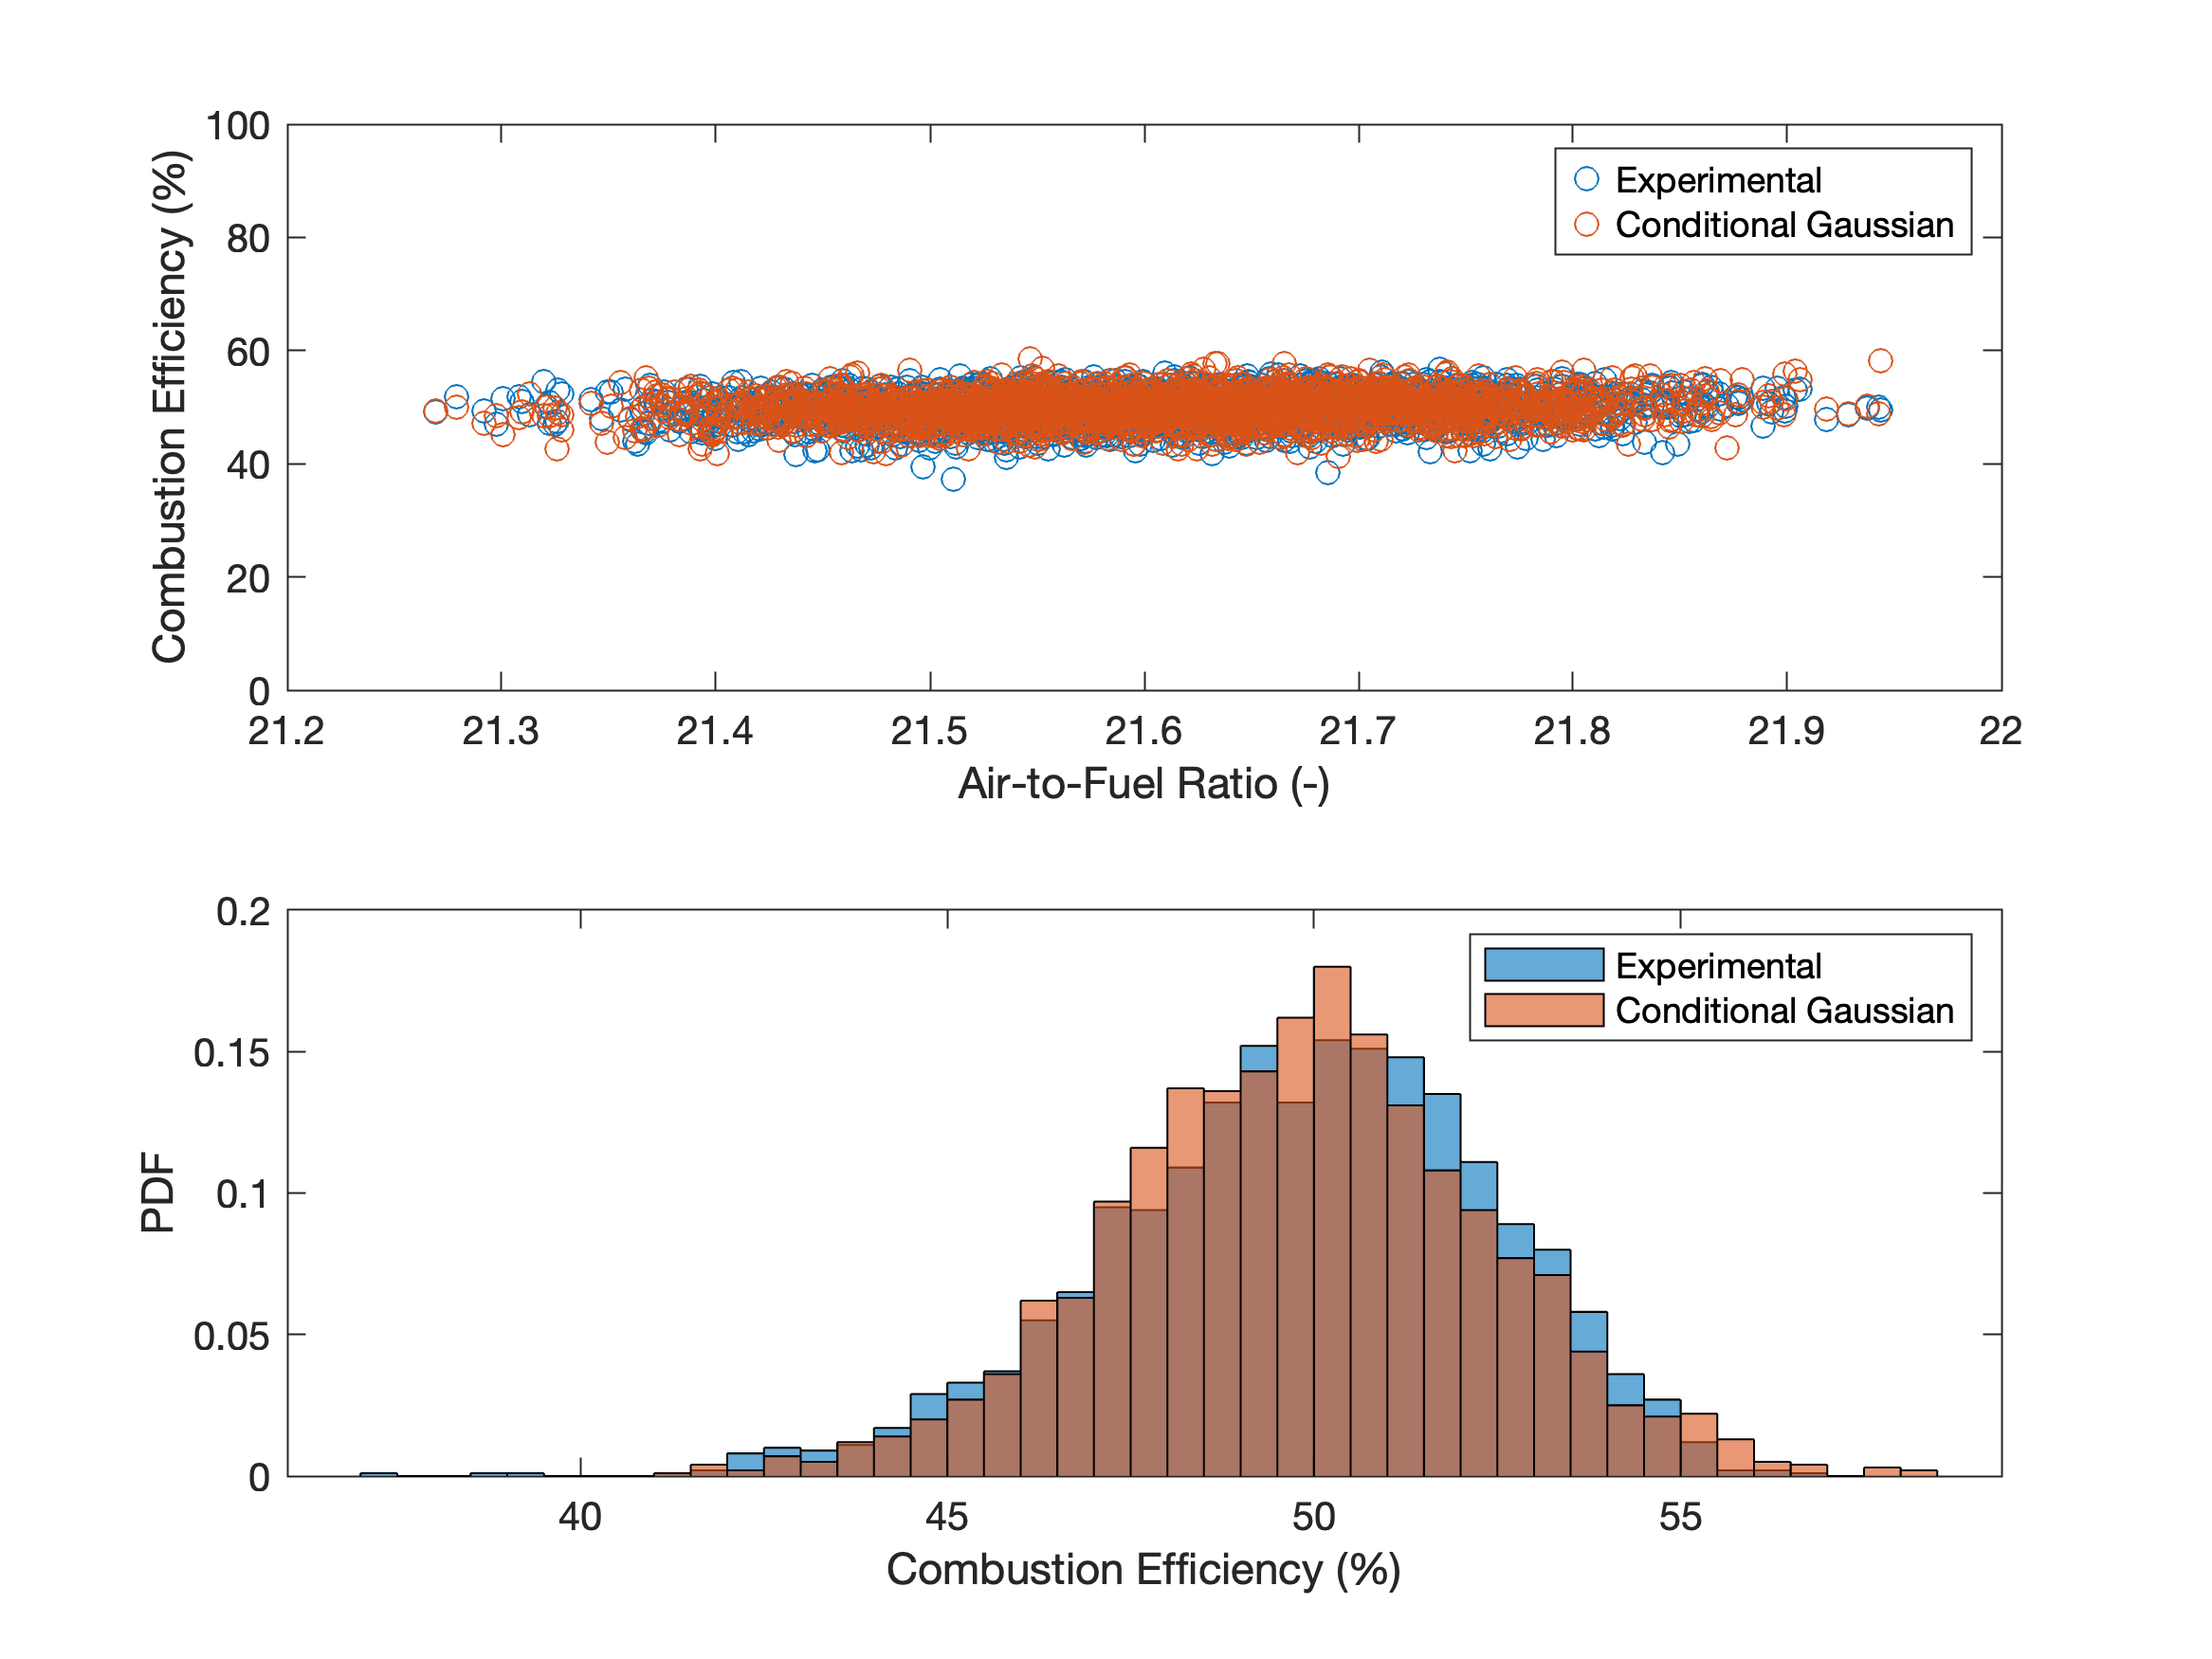 100
80
60
40
20
0
Combustion Efficiency (%)
Experimental
Conditional Gaussian
21.2 21.3 21.4 21.5 21.6 21.7 21.8 21.9 22
Air-to-Fuel Ratio (-)
0.2
0.15
0.1
0.05
0
PDF
Experimental
Conditional Gaussian
40 45 50 55
Combustion Efficiency (%)